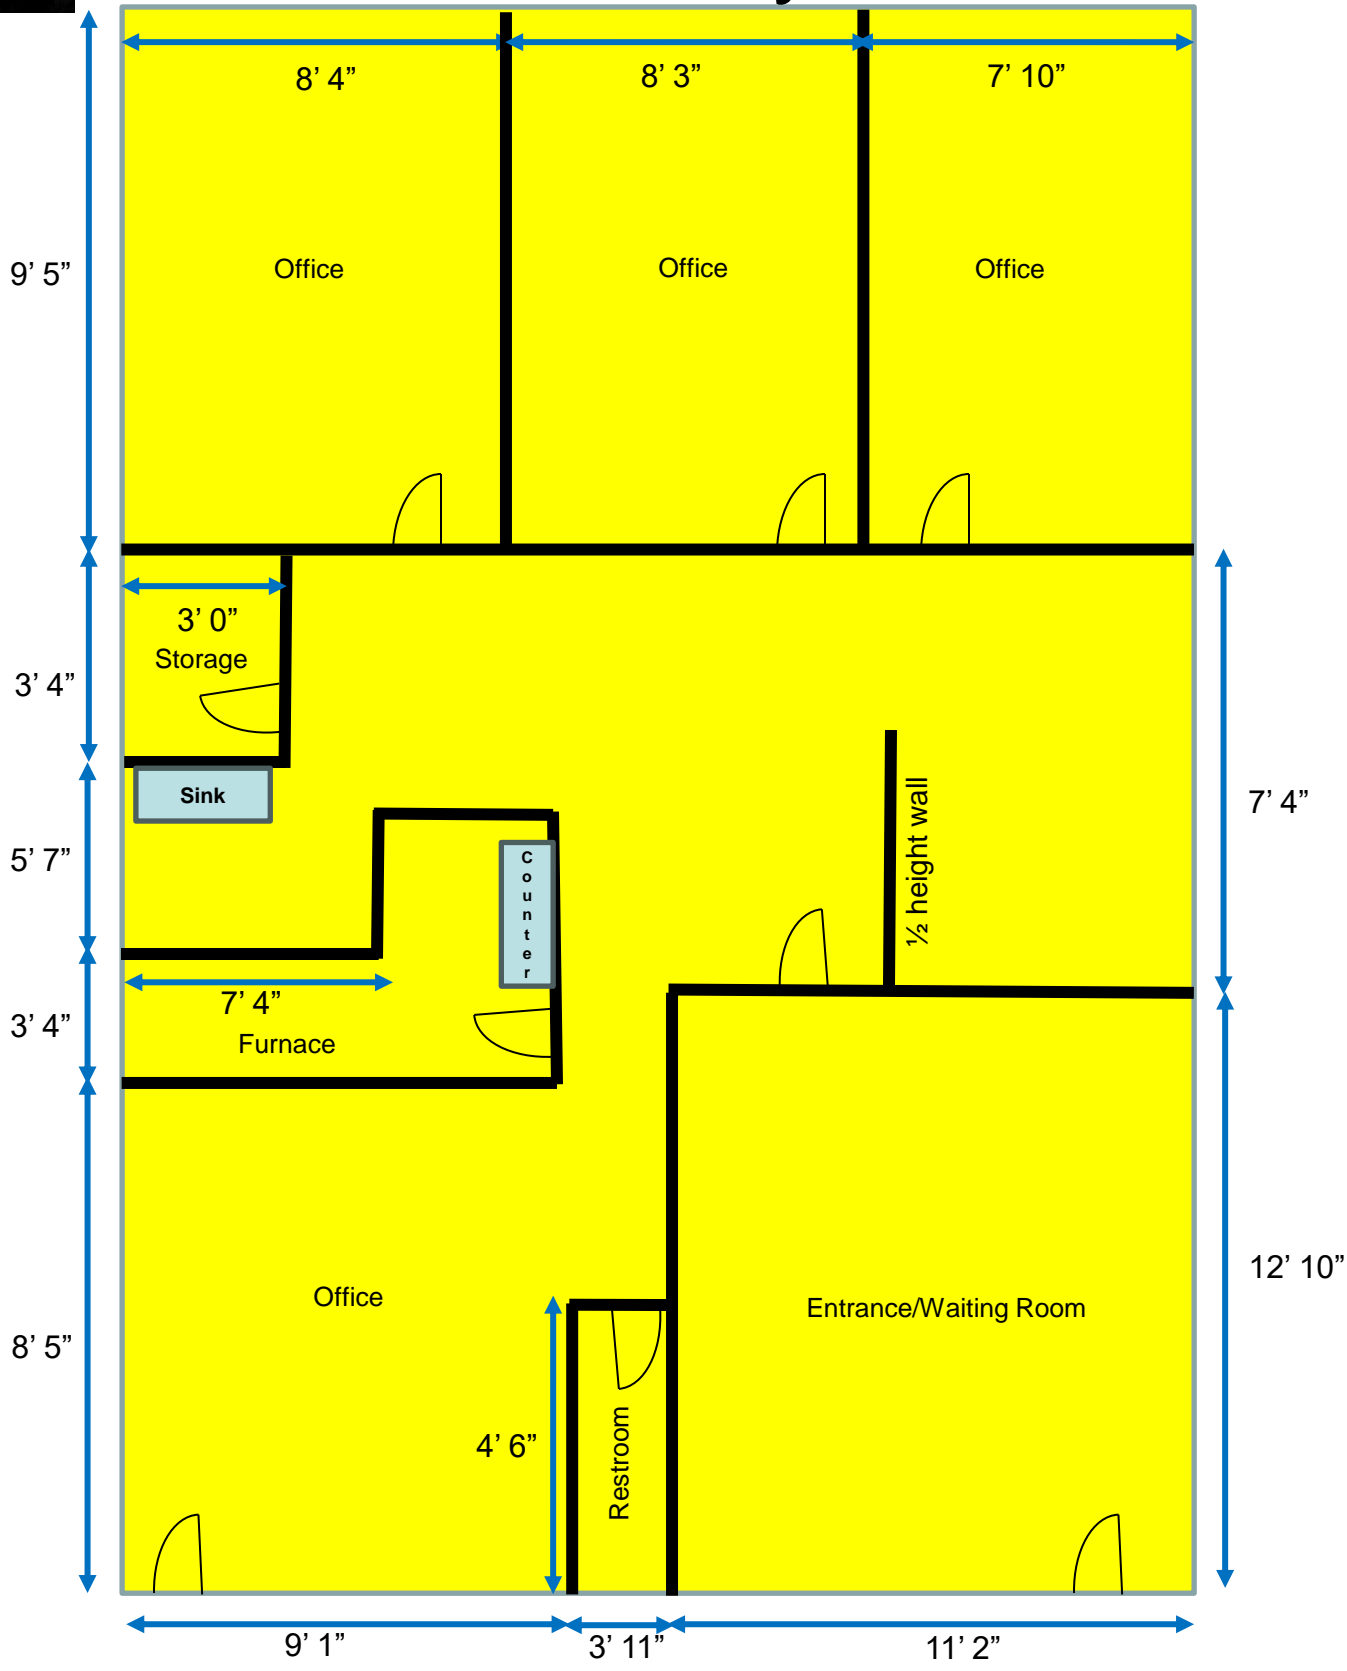 8’ 4”
8’ 3”
7’ 10”
9’ 5”
Office
Office
Office
3’ 0”
Storage
3’ 4”
Sink
5’ 7”
Counter
½ height wall
7’ 4”
7’ 4”
3’ 4”
Furnace
Office
Entrance/Waiting Room
12’ 10”
8’ 5”
4’ 6”
Restroom
9’ 1”
3’ 11”
11’ 2”